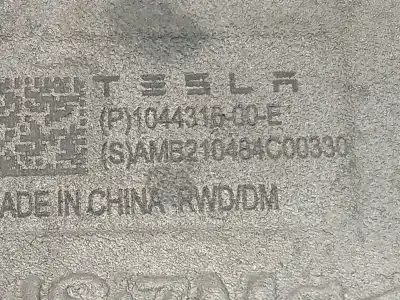 TESLA
(P)1044316-00-E
(S)AMB210484C00330
ADE IN CHINA RWD/DM